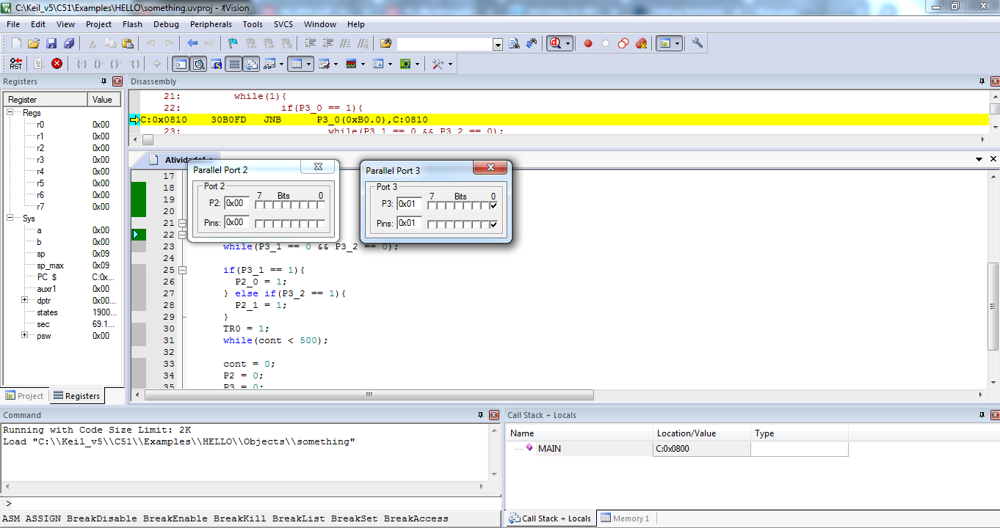 C:\Keil_v5\C51\Examples\HELLO\something.uvproj - µVision
File Edit View Project Flash Debug Peripherals Tools SVCS Window Help
RST
Registers
Register Value
Regs
r0 0x00
r1 0x00
r2 0x00
r3 0x00
r4 0x00
r5 0x00
r6 0x00
r7 0x00
Sys
a 0x00
b 0x00
sp 0x09
sp_max 0x09
PC $ C:0x...
auxr1 0x00
dptr 0x00...
states 1900...
sec 69.1...
psw 0x00
Project Registers
Disassembly
21: while(1){
22: if(P3_0 == 1){
C:0x0810 30B0FD JNB P3_0(0xB0.0),C:0810
23: while(P3_1 == 0 && P3_2 == 0);
Parallel Port 2
Port 2
7 Bits 0
P2: 0x00
Pins: 0x00
Parallel Port 3
Port 3
7 Bits 0
P3: 0x01
Pins: 0x01
17
18
19
20
21
22
23 while(P3_1 == 0 && P3_2 == 0);
24
25 if(P3_1 == 1){
26 P2_0 = 1;
27 } else if(P3_2 == 1){
28 P2_1 = 1;
29 }
30 TR0 = 1;
31 while(cont < 500);
32
33 cont = 0;
34 P2 = 0;
35 P3 = 0;
Command
Running with Code Size Limit: 2K
Load "C:\\Keil_v5\\C51\\Examples\\HELLO\\Objects\\something"
>
ASM ASSIGN BreakDisable BreakEnable BreakKill BreakList BreakSet BreakAccess
Call Stack + Locals
Name Location/Value Type
MAIN C:0x0800
Call Stack + Locals Memory 1